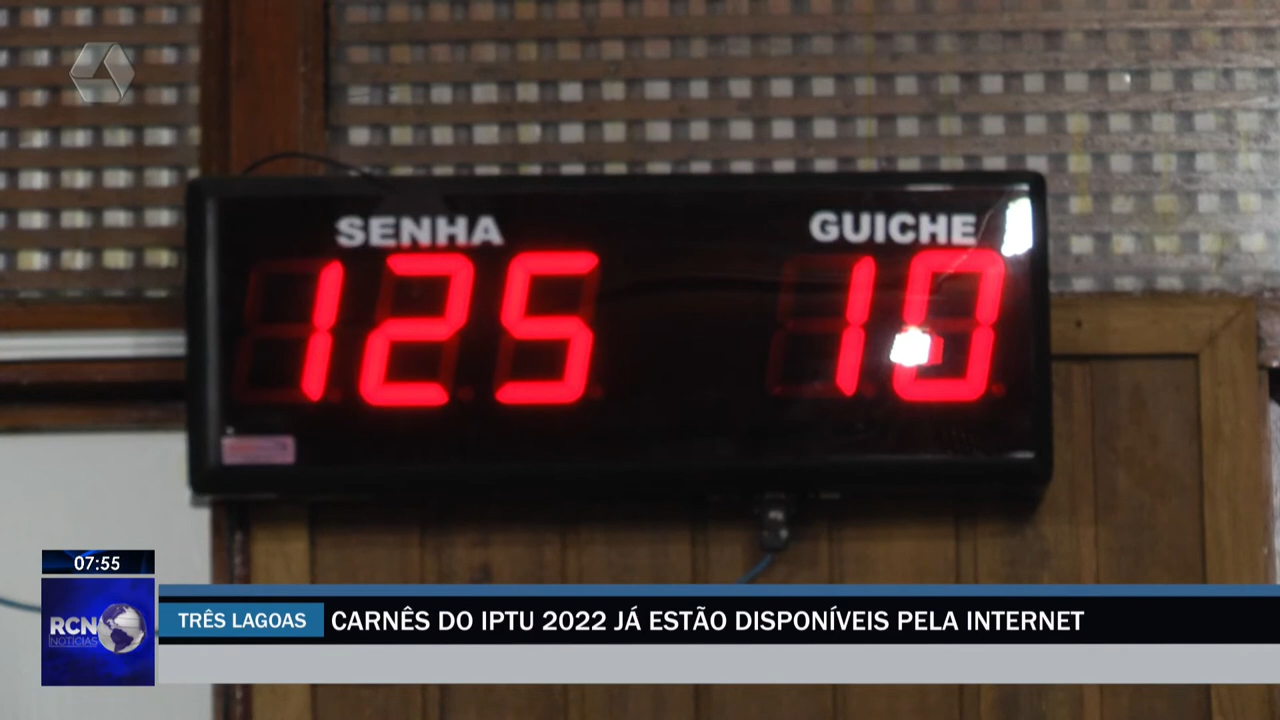 SENHA GUICHE
125 10
07:55
RCN
NOTÍCIAS
TRÊS LAGOAS CARNÊS DO IPTU 2022 JÁ ESTÃO DISPONÍVEIS PELA INTERNET